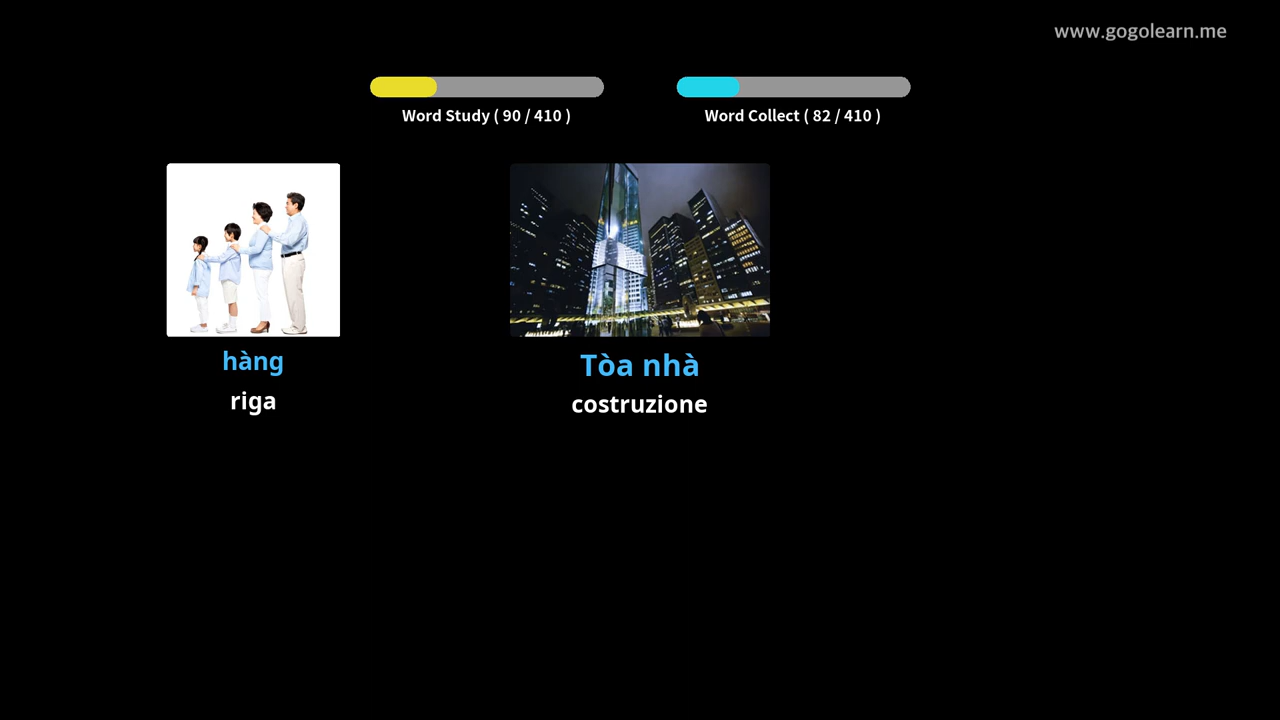 www.gogolearn.me
Word Study ( 90 / 410 )
Word Collect ( 82 / 410 )
hàng
riga
Tòa nhà
costruzione